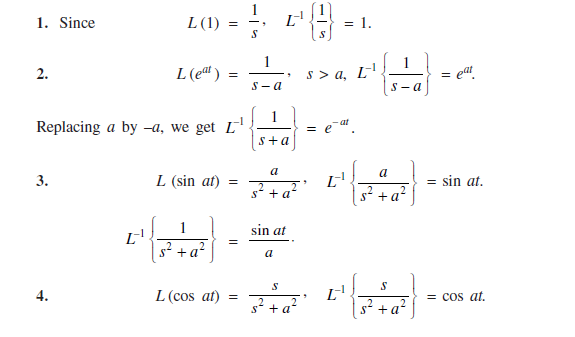 1. Since L(1) = 1/s, L⁻¹{1/s} = 1.
2. L(eᵃᵗ) = 1/(s – a), s > a, L⁻¹{1/(s – a)} = eᵃᵗ.
Replacing a by –a, we get L⁻¹{1/(s + a)} = e⁻ᵃᵗ.
3. L (sin at) = a/(s² + a²), L⁻¹{a/(s² + a²)} = sin at.
L⁻¹{1/(s² + a²)} = sin at/a.
4. L (cos at) = s/(s² + a²), L⁻¹{s/(s² + a²)} = cos at.